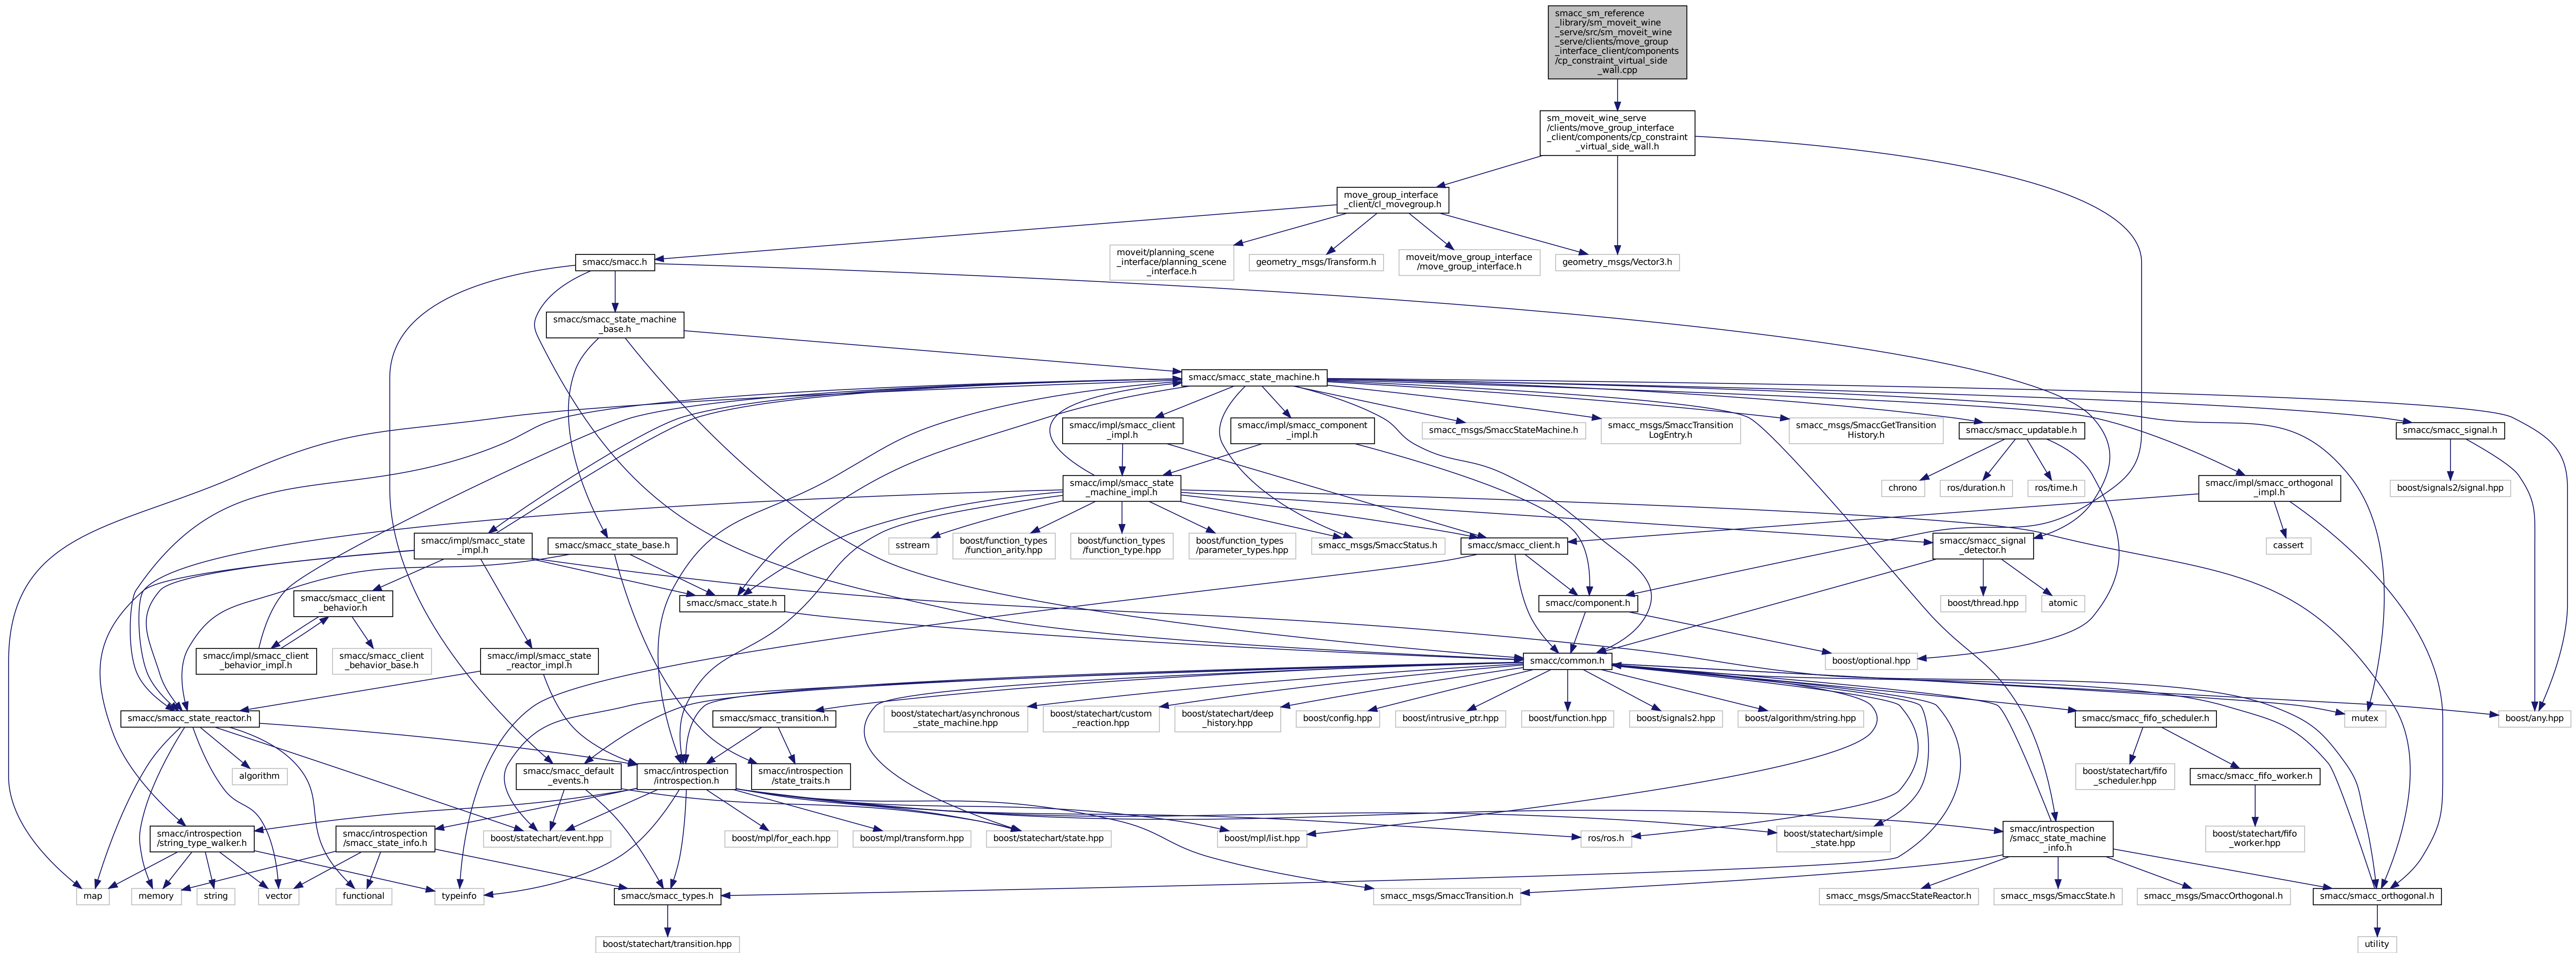 smacc_sm_reference
_library/sm_moveit_wine
_serve/src/sm_moveit_wine
_serve/clients/move_group
_interface_client/components
/cp_constraint_virtual_side
_wall.cpp
sm_moveit_wine_serve
/clients/move_group_interface
_client/components/cp_constraint
_virtual_side_wall.h
move_group_interface
_client/cl_movegroup.h
smacc/smacc.h
moveit/planning_scene
_interface/planning_scene
_interface.h
geometry_msgs/Transform.h
moveit/move_group_interface
/move_group_interface.h
geometry_msgs/Vector3.h
smacc/smacc_state_machine
_base.h
smacc/smacc_state_machine.h
smacc/impl/smacc_client
_impl.h
smacc/impl/smacc_component
_impl.h
smacc_msgs/SmaccStateMachine.h
smacc_msgs/SmaccTransition
LogEntry.h
smacc_msgs/SmaccGetTransition
History.h
smacc/smacc_updatable.h
smacc/smacc_signal.h
smacc/impl/smacc_state
_machine_impl.h
chrono
ros/duration.h
ros/time.h
smacc/impl/smacc_orthogonal
_impl.h
boost/signals2/signal.hpp
smacc/impl/smacc_state
_impl.h
smacc/smacc_state_base.h
sstream
boost/function_types
/function_arity.hpp
boost/function_types
/function_type.hpp
boost/function_types
/parameter_types.hpp
smacc_msgs/SmaccStatus.h
smacc/smacc_client.h
smacc/smacc_signal
_detector.h
cassert
smacc/smacc_client
_behavior.h
smacc/smacc_state.h
smacc/component.h
boost/thread.hpp
atomic
smacc/impl/smacc_client
_behavior_impl.h
smacc/smacc_client
_behavior_base.h
smacc/impl/smacc_state
_reactor_impl.h
smacc/common.h
boost/optional.hpp
smacc/smacc_state_reactor.h
smacc/smacc_transition.h
boost/statechart/asynchronous
_state_machine.hpp
boost/statechart/custom
_reaction.hpp
boost/statechart/deep
_history.hpp
boost/config.hpp
boost/intrusive_ptr.hpp
boost/function.hpp
boost/signals2.hpp
boost/algorithm/string.hpp
smacc/smacc_fifo_scheduler.h
mutex
boost/any.hpp
algorithm
smacc/smacc_default
_events.h
smacc/introspection
/introspection.h
smacc/introspection
/state_traits.h
boost/statechart/fifo
_scheduler.hpp
smacc/smacc_fifo_worker.h
smacc/introspection
/string_type_walker.h
smacc/introspection
/smacc_state_info.h
boost/statechart/event.hpp
boost/mpl/for_each.hpp
boost/mpl/transform.hpp
boost/statechart/state.hpp
boost/mpl/list.hpp
ros/ros.h
boost/statechart/simple
_state.hpp
smacc/introspection
/smacc_state_machine
_info.h
boost/statechart/fifo
_worker.hpp
map
memory
string
vector
functional
typeinfo
smacc/smacc_types.h
smacc_msgs/SmaccTransition.h
smacc_msgs/SmaccStateReactor.h
smacc_msgs/SmaccState.h
smacc_msgs/SmaccOrthogonal.h
smacc/smacc_orthogonal.h
boost/statechart/transition.hpp
utility